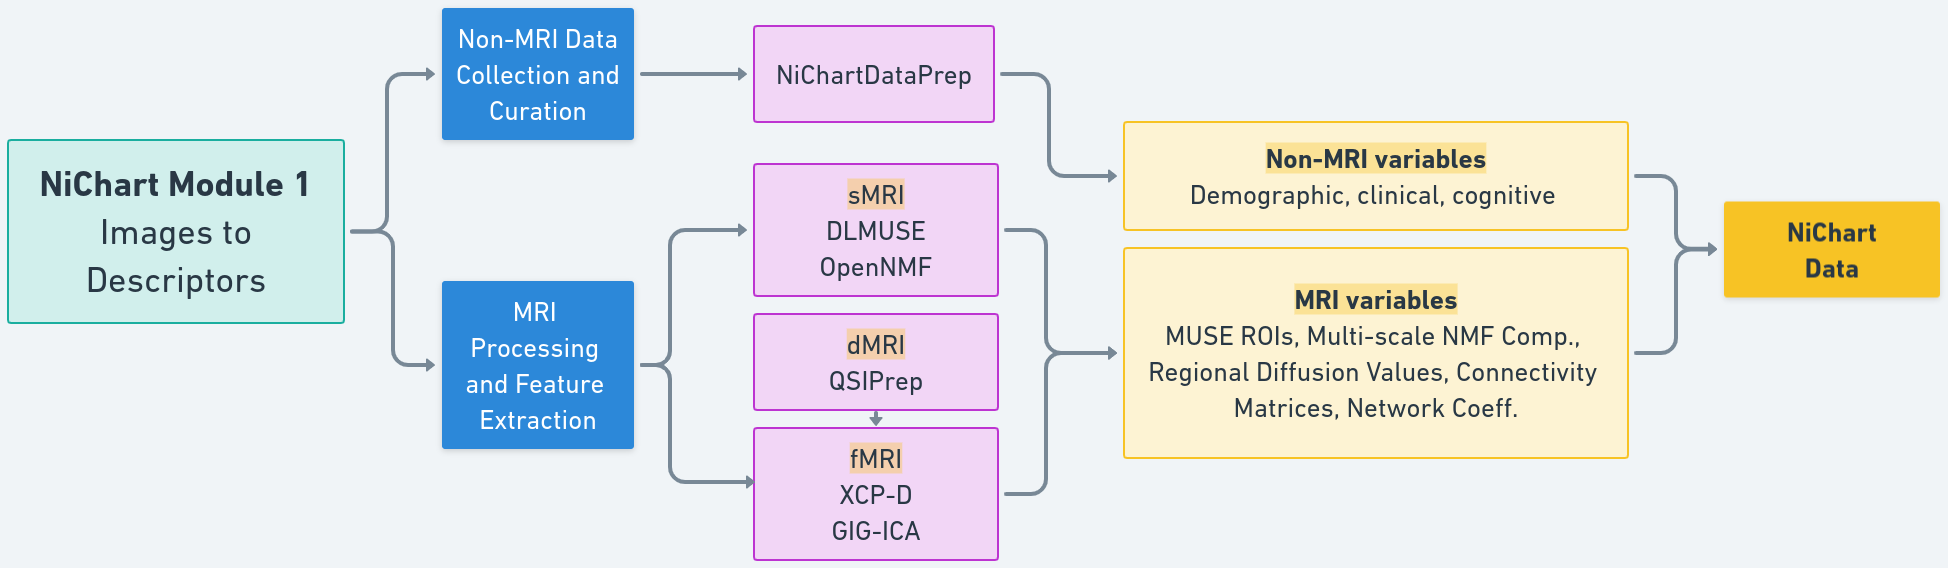 NiChart Module 1
Images to
Descriptors
Non-MRI Data
Collection and
Curation
MRI
Processing
and Feature
Extraction
NiChartDataPrep
sMRI
DLMUSE
OpenNMF
dMRI
QSIPrep
fMRI
XCP-D
GIG-ICA
Non-MRI variables
Demographic, clinical, cognitive
MRI variables
MUSE ROIs, Multi-scale NMF Comp.,
Regional Diffusion Values, Connectivity
Matrices, Network Coeff.
NiChart
Data